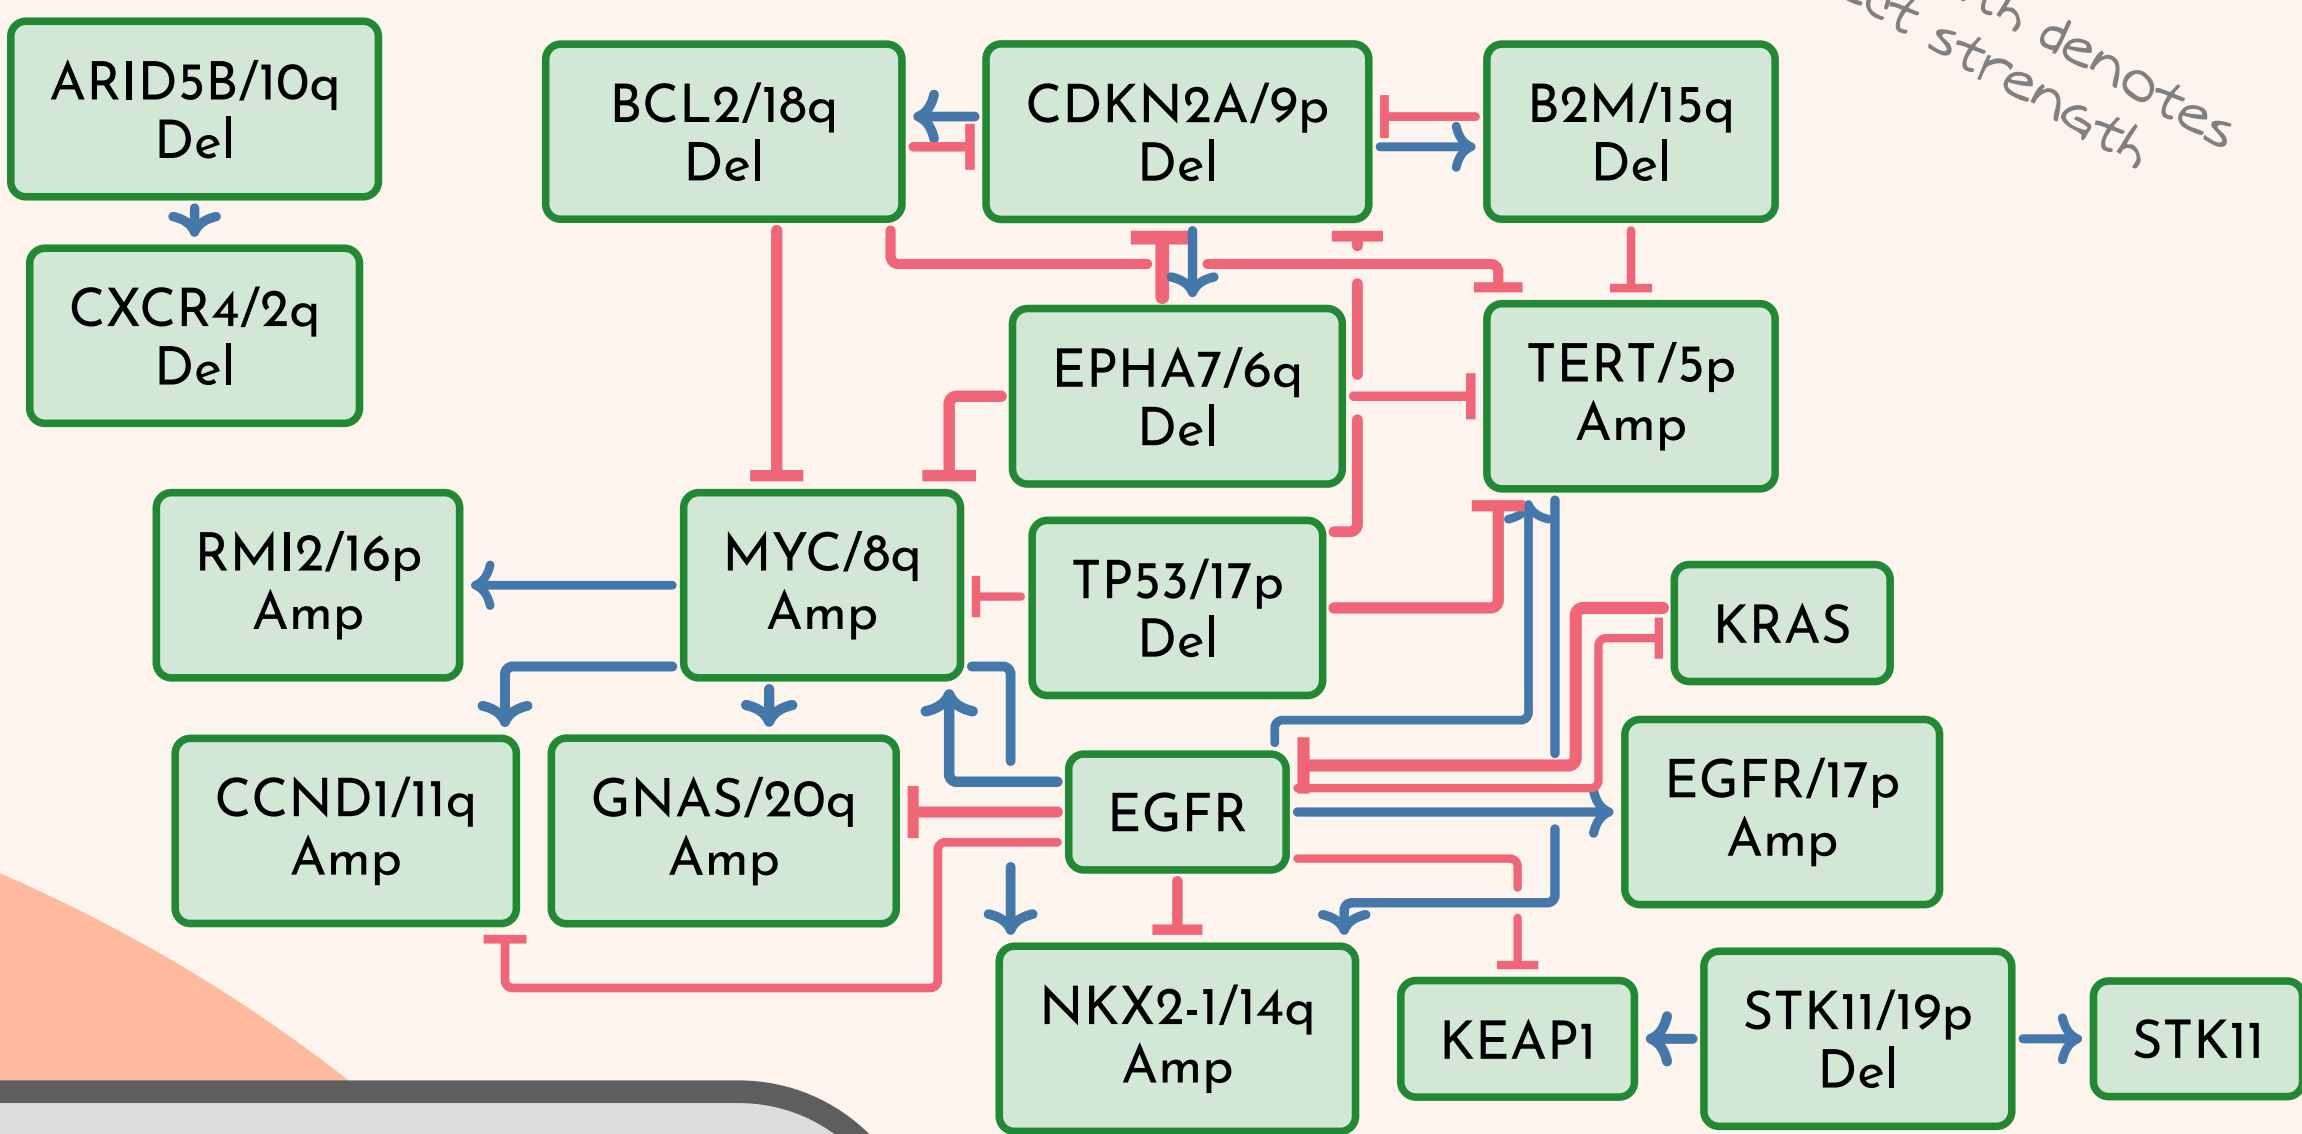 th denotes
strength
ARID5B/10q
Del
BCL2/18q
Del
CDKN2A/9p
Del
B2M/15q
Del
CXCR4/2q
Del
EPHA7/6q
Del
TERT/5p
Amp
RMI2/16p
Amp
MYC/8q
Amp
TP53/17p
Del
KRAS
CCND1/11q
Amp
GNAS/20q
Amp
EGFR
EGFR/17p
Amp
NKX2-1/14q
Amp
KEAP1
STK11/19p
Del
STK11